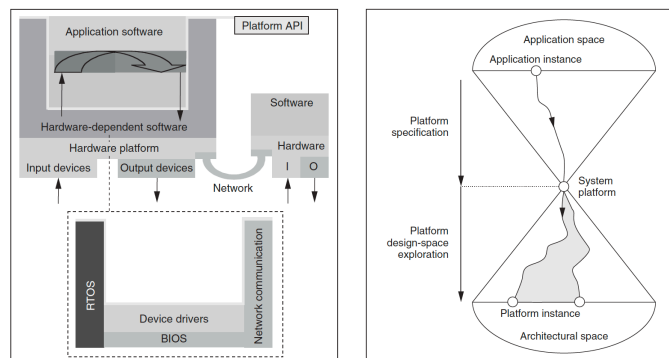 Application software
Platform API
Hardware-dependent software
Software
Hardware platform
Hardware
Input devices
Output devices
I
O
Network
RTOS
Device drivers
BIOS
Network communication
Application space
Application instance
Platform
specification
System
platform
Platform
design-space
exploration
Platform instance
Architectural space